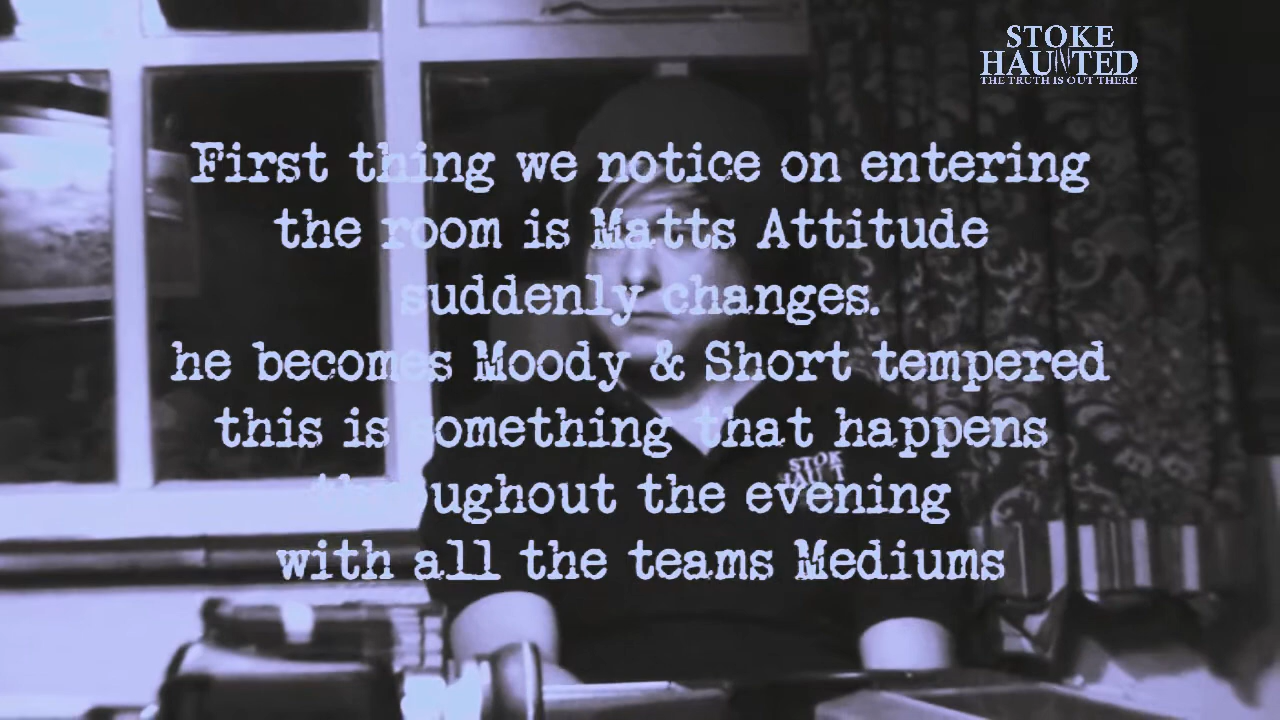 STOKE
HAUNTED
THE TRUTH IS OUT THERE
First thing we notice on entering
the room is Matts Attitude
suddenly changes.
he becomes Moody & Short tempered
this is something that happens
throughout the evening
with all the teams Mediums
STOK
HAU T